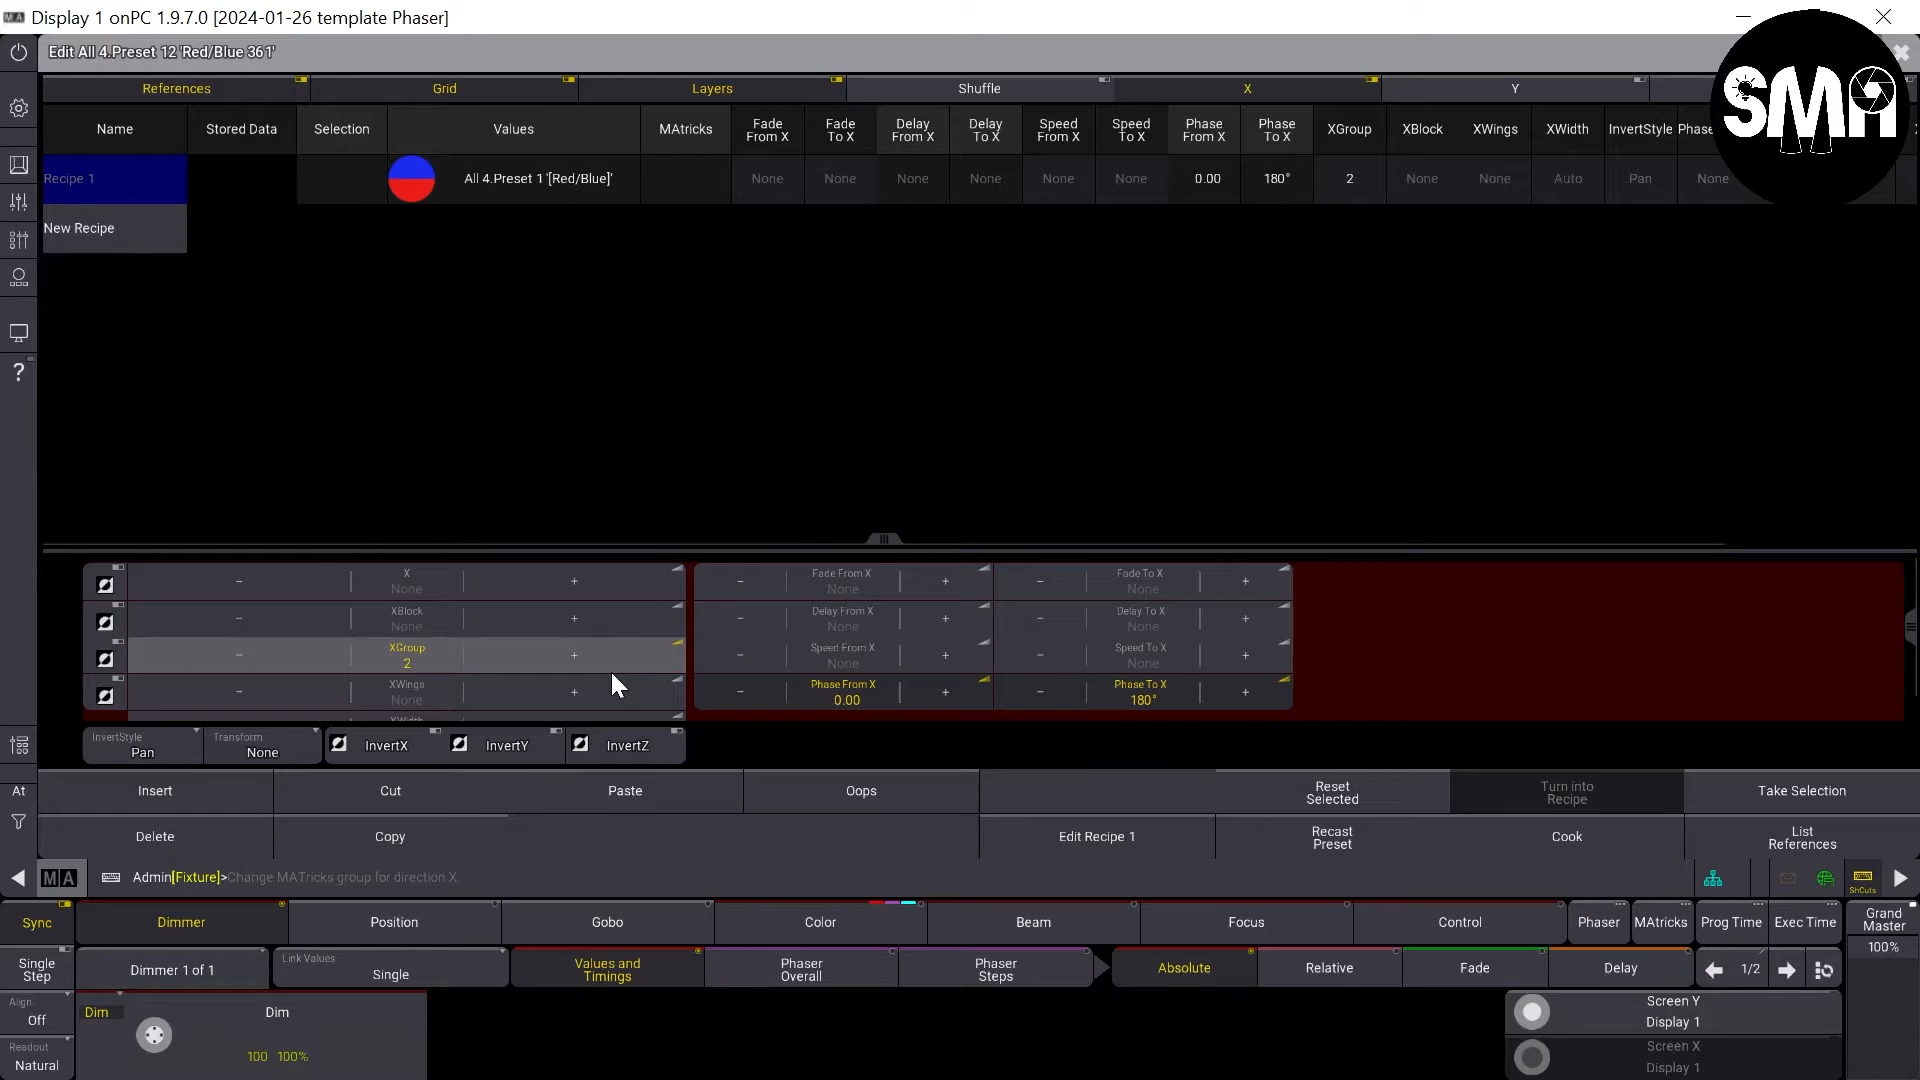 Display 1 onPC 1.9.7.0 [2024-01-26 template Phaser]
Edit All 4.Preset 12 'Red/Blue 361'
References Grid Layers Shuffle X Y
Name Stored Data Selection Values MAtricks Fade From X Fade To X Delay From X Delay To X Speed From X Speed To X Phase From X Phase To X XGroup XBlock XWings XWidth InvertStyle Phase
Recipe 1 All 4.Preset 1 '[Red/Blue]' None None None None None None 0.00 180° 2 None None Auto Pan None
New Recipe
SMH
X None
Fade From X None
Fade To X None
XBlock None
Delay From X None
Delay To X None
XGroup 2
Speed From X None
Speed To X None
XWings None
Phase From X 0.00
Phase To X 180°
XWidth
InvertStyle Pan
Transform None
InvertX InvertY InvertZ
Insert Cut Paste Oops Reset Selected Turn into Recipe Take Selection
Delete Copy Edit Recipe 1 Recast Preset Cook List References
At
MA Admin[Fixture]>Change MATricks group for direction X.
ShCuts
Sync Dimmer Position Gobo Color Beam Focus Control Phaser MAtricks Prog Time Exec Time Grand Master
100%
Single Step Dimmer 1 of 1 Link Values Single Values and Timings Phaser Overall Phaser Steps Absolute Relative Fade Delay 1/2
Align Off
Dim Dim
100 100%
Readout Natural
Screen Y
Display 1
Screen X
Display 1